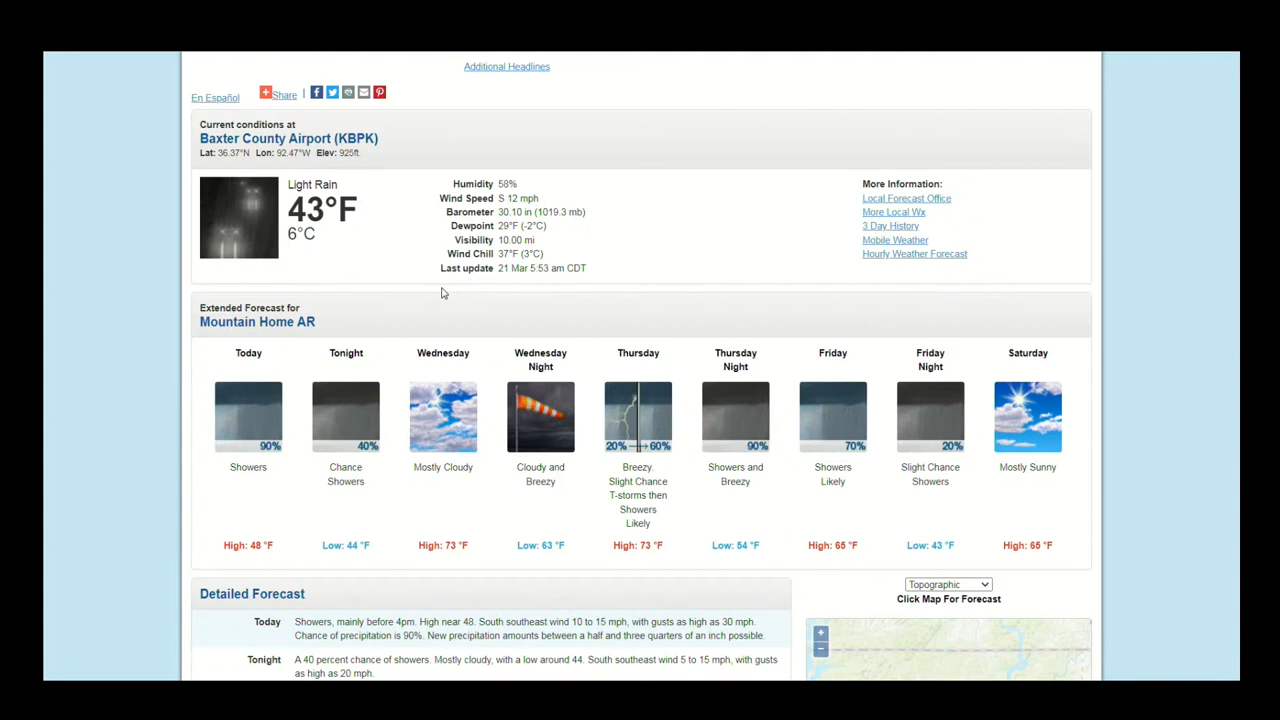 Additional Headlines
En Español Share |
Current conditions at
Baxter County Airport (KBPK)
Lat: 36.37°N Lon: 92.47°W Elev: 925ft.
Light Rain
43°F
6°C
Humidity 58%
Wind Speed S 12 mph
Barometer 30.10 in (1019.3 mb)
Dewpoint 29°F (-2°C)
Visibility 10.00 mi
Wind Chill 37°F (3°C)
Last update 21 Mar 5:53 am CDT
More Information:
Local Forecast Office
More Local Wx
3 Day History
Mobile Weather
Hourly Weather Forecast
Extended Forecast for
Mountain Home AR
Today
90%
Showers
High: 48 °F
Tonight
40%
Chance
Showers
Low: 44 °F
Wednesday
Mostly Cloudy
High: 73 °F
Wednesday
Night
Cloudy and
Breezy
Low: 63 °F
Thursday
20% → 60%
Breezy.
Slight Chance
T-storms then
Showers
Likely
High: 73 °F
Thursday
Night
90%
Showers and
Breezy
Low: 54 °F
Friday
70%
Showers
Likely
High: 65 °F
Friday
Night
20%
Slight Chance
Showers
Low: 43 °F
Saturday
Mostly Sunny
High: 65 °F
Detailed Forecast
Today Showers, mainly before 4pm. High near 48. South southeast wind 10 to 15 mph, with gusts as high as 30 mph.
Chance of precipitation is 90%. New precipitation amounts between a half and three quarters of an inch possible.
Tonight A 40 percent chance of showers. Mostly cloudy, with a low around 44. South southeast wind 5 to 15 mph, with gusts
as high as 20 mph.
Topographic
Click Map For Forecast
+
−